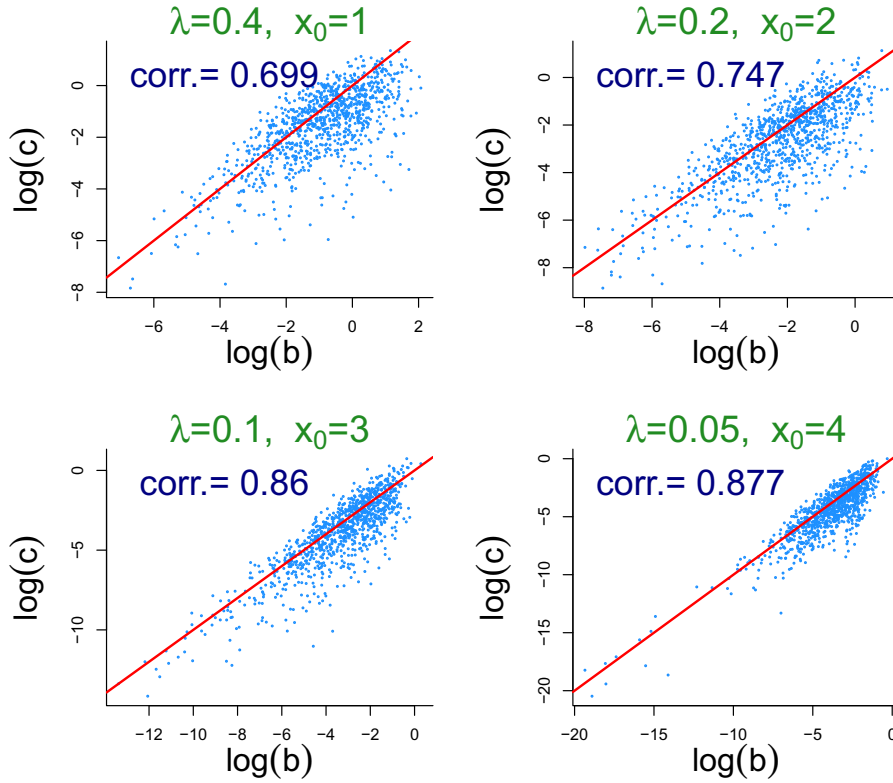 λ=0.4, x₀=1
corr.= 0.699
log(c)
0
−2
−4
−6
−8
−6
−4
−2
0
2
log(b)
λ=0.2, x₀=2
corr.= 0.747
log(c)
0
−2
−4
−6
−8
−8
−6
−4
−2
0
log(b)
λ=0.1, x₀=3
corr.= 0.86
log(c)
0
−5
−10
−12
−10
−8
−6
−4
−2
0
log(b)
λ=0.05, x₀=4
corr.= 0.877
log(c)
0
−5
−10
−15
−20
−20
−15
−10
−5
0
log(b)